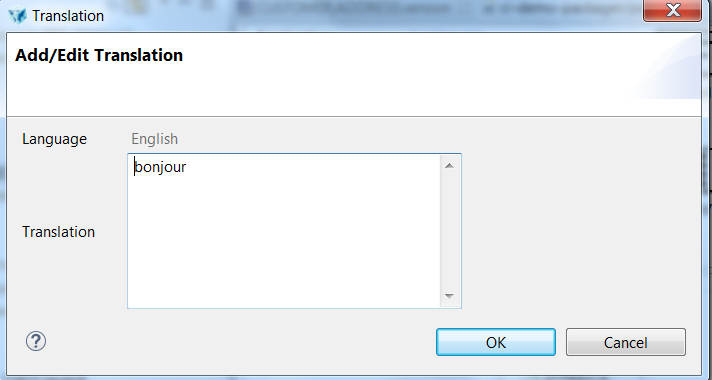 Translation
Add/Edit Translation
Language English
bonjour
Translation
OK Cancel